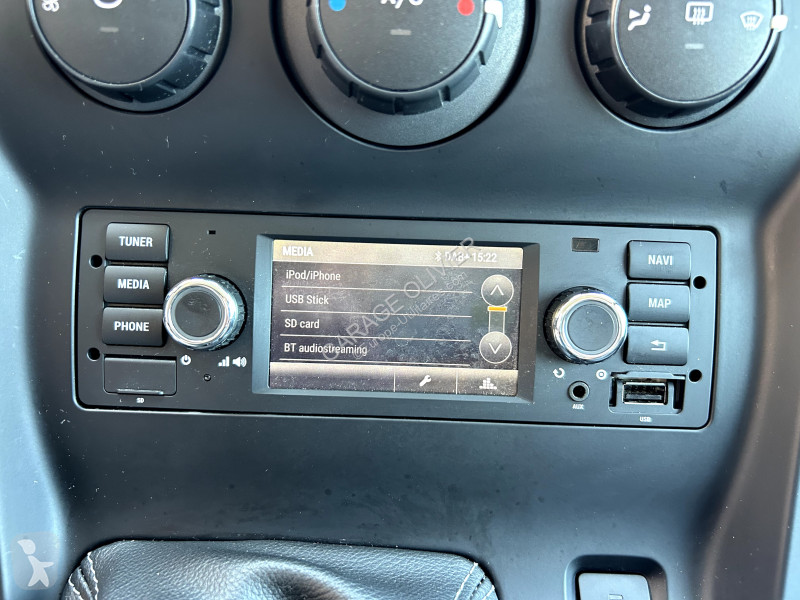 A/C
TUNER
MEDIA
PHONE
SD
MEDIA
DAB 15:22
iPod/iPhone
USB Stick
SD card
BT audiostreaming
GARAGE OLIVIER
NAVI
MAP
AUX
USB